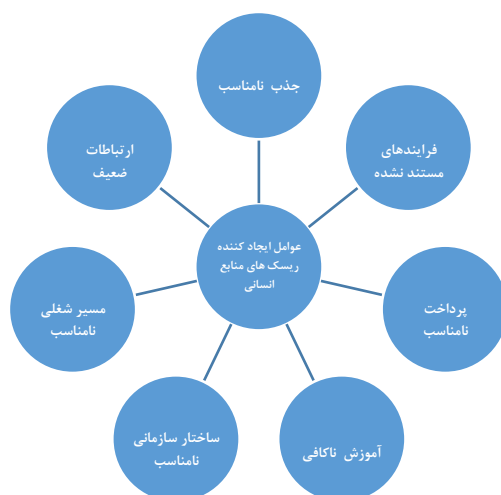 جذب نامناسب
فرایندهای
مستند نشده
پرداخت
نامناسب
آموزش ناکافی
ساختار سازمانی
نامناسب
مسیر شغلی
نامناسب
ارتباطات
ضعیف
عوامل ایجاد کننده
ریسک های منابع
انسانی